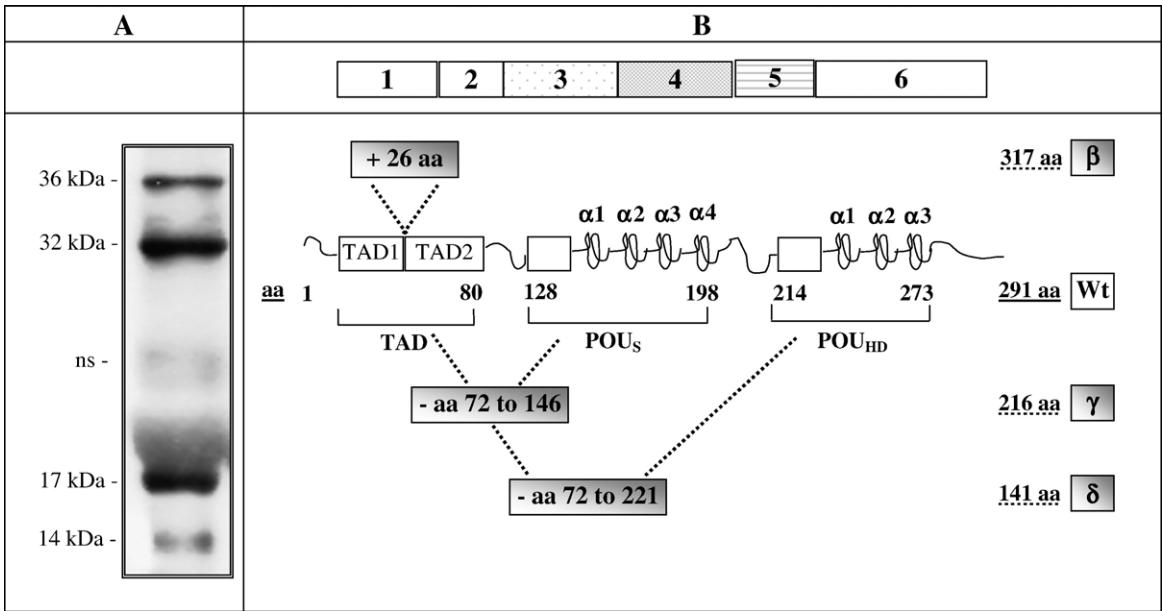 A
B
1 2 3 4 5 6
36 kDa -
32 kDa -
ns -
17 kDa -
14 kDa -
+ 26 aa
317 aa β
α1 α2 α3 α4
α1 α2 α3
TAD1 TAD2
aa 1 80 128 198 214 273 291 aa Wt
TAD POUS POUHD
- aa 72 to 146
216 aa γ
- aa 72 to 221
141 aa δ